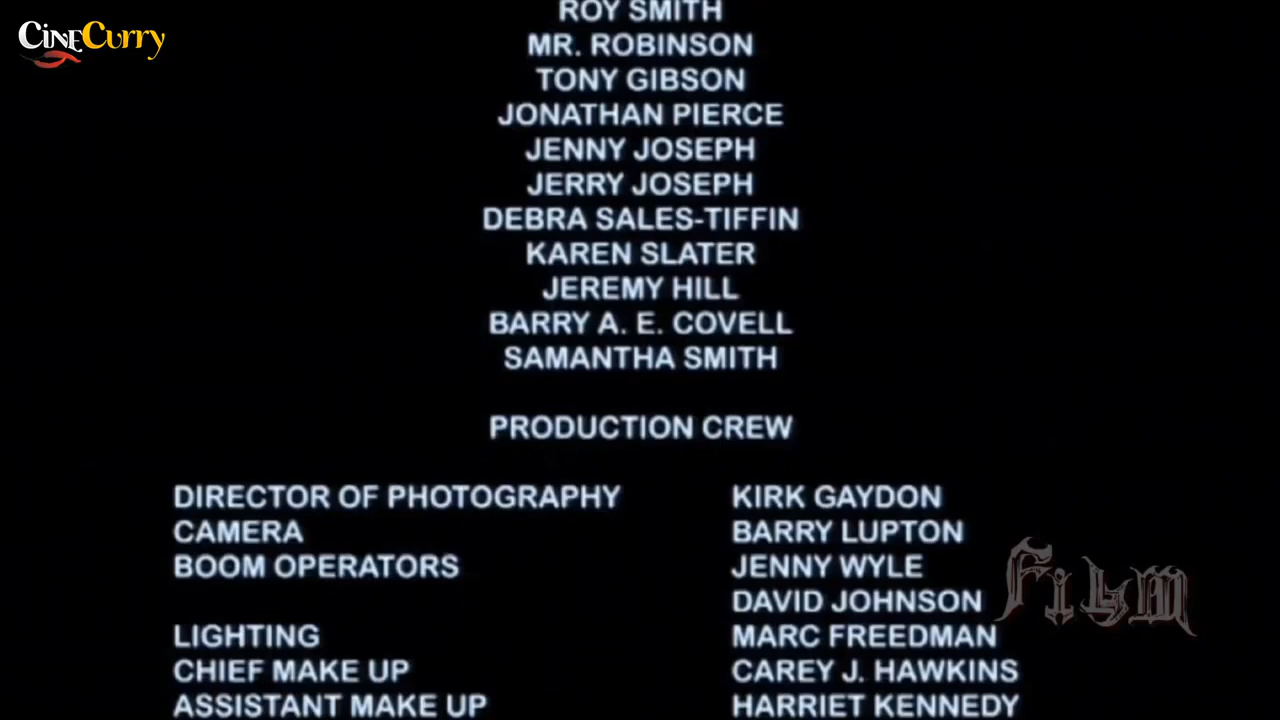 CINECurry
ROY SMITH
MR. ROBINSON
TONY GIBSON
JONATHAN PIERCE
JENNY JOSEPH
JERRY JOSEPH
DEBRA SALES-TIFFIN
KAREN SLATER
JEREMY HILL
BARRY A. E. COVELL
SAMANTHA SMITH
PRODUCTION CREW
DIRECTOR OF PHOTOGRAPHY KIRK GAYDON
CAMERA BARRY LUPTON
BOOM OPERATORS JENNY WYLE
DAVID JOHNSON
FILM
LIGHTING MARC FREEDMAN
CHIEF MAKE UP CAREY J. HAWKINS
ASSISTANT MAKE UP HARRIET KENNEDY